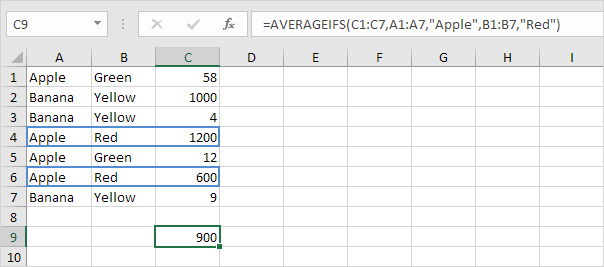 C9 fx =AVERAGEIFS(C1:C7,A1:A7,"Apple",B1:B7,"Red")
A B C D E F G H I
1 Apple Green 58
2 Banana Yellow 1000
3 Banana Yellow 4
4 Apple Red 1200
5 Apple Green 12
6 Apple Red 600
7 Banana Yellow 9
8
9 900
10